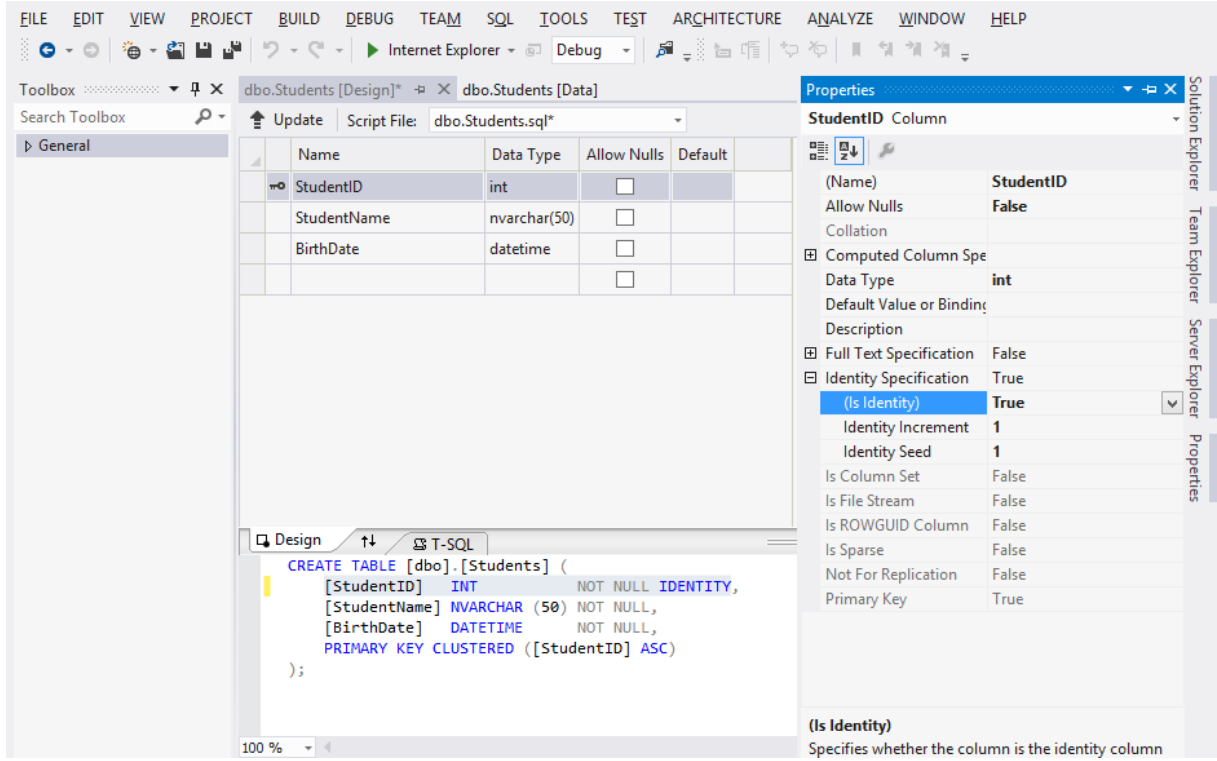 FILE EDIT VIEW PROJECT BUILD DEBUG TEAM SQL TOOLS TEST ARCHITECTURE ANALYZE WINDOW HELP
Internet Explorer Debug
Toolbox
Search Toolbox
General
dbo.Students [Design]* dbo.Students [Data]
Update Script File: dbo.Students.sql*
Name Data Type Allow Nulls Default
StudentID int
StudentName nvarchar(50)
BirthDate datetime
Design T-SQL
CREATE TABLE [dbo].[Students] (
[StudentID] INT NOT NULL IDENTITY,
[StudentName] NVARCHAR (50) NOT NULL,
[BirthDate] DATETIME NOT NULL,
PRIMARY KEY CLUSTERED ([StudentID] ASC)
);
100 %
Properties
StudentID Column
(Name) StudentID
Allow Nulls False
Collation
Computed Column Spe
Data Type int
Default Value or Binding
Description
Full Text Specification False
Identity Specification True
(Is Identity) True
Identity Increment 1
Identity Seed 1
Is Column Set False
Is File Stream False
Is ROWGUID Column False
Is Sparse False
Not For Replication False
Primary Key True
(Is Identity)
Specifies whether the column is the identity column
Solution Explorer
Team Explorer
Server Explorer
Properties